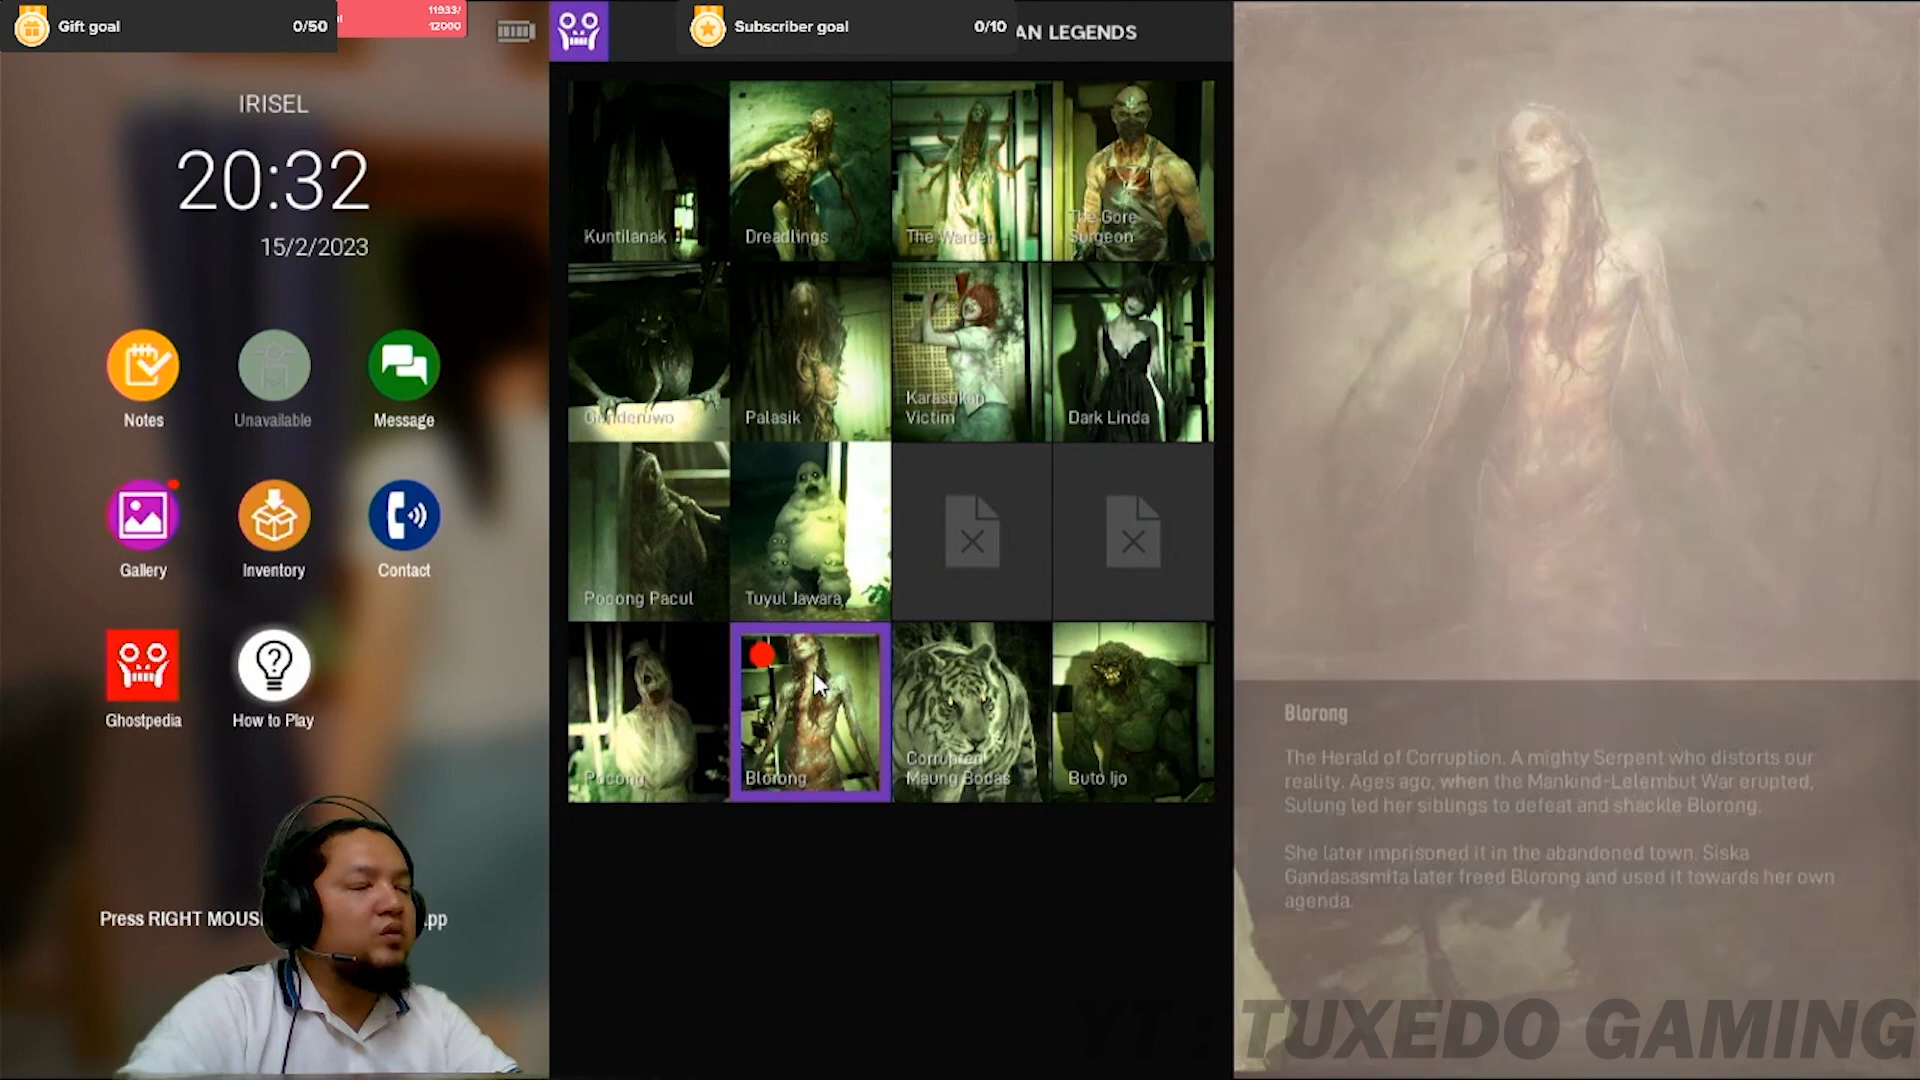 Gift goal
0/50
11933/
12000
Subscriber goal
0/10
AN LEGENDS
IRISEL
20:32
15/2/2023
Notes
Unavailable
Message
Gallery
Inventory
Contact
Ghostpedia
How to Play
Press RIGHT MOUS
pp
Kuntilanak
Dreadlings
The Warden
The Gore
Surgeon
Genderuwo
Palasik
Karasukan
Victim
Dark Linda
Pocong Pacul
Tuyul Jawara
Pocong
Blorong
Corrupted
Maung Bodas
Buto Ijo
Blorong
The Herald of Corruption. A mighty Serpent who distorts our
reality. Ages ago, when the Mankind-Lelembut War erupted,
Sulung led her siblings to defeat and shackle Blorong.
She later imprisoned it in the abandoned town. Siska
Gandasasmita later freed Blorong and used it towards her own
agenda.
YT : TUXEDO GAMING